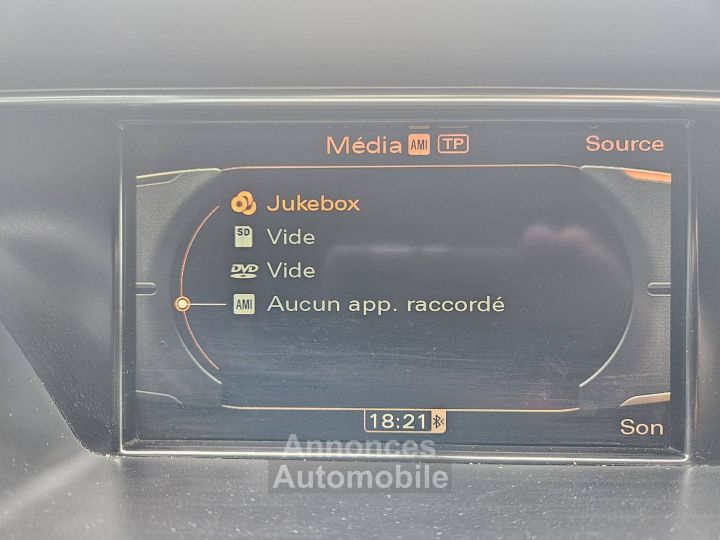 Média AMI TP Source
Jukebox
SD Vide
DVD Vide
AMI Aucun app. raccordé
18:21
Son
Annonces
Automobile